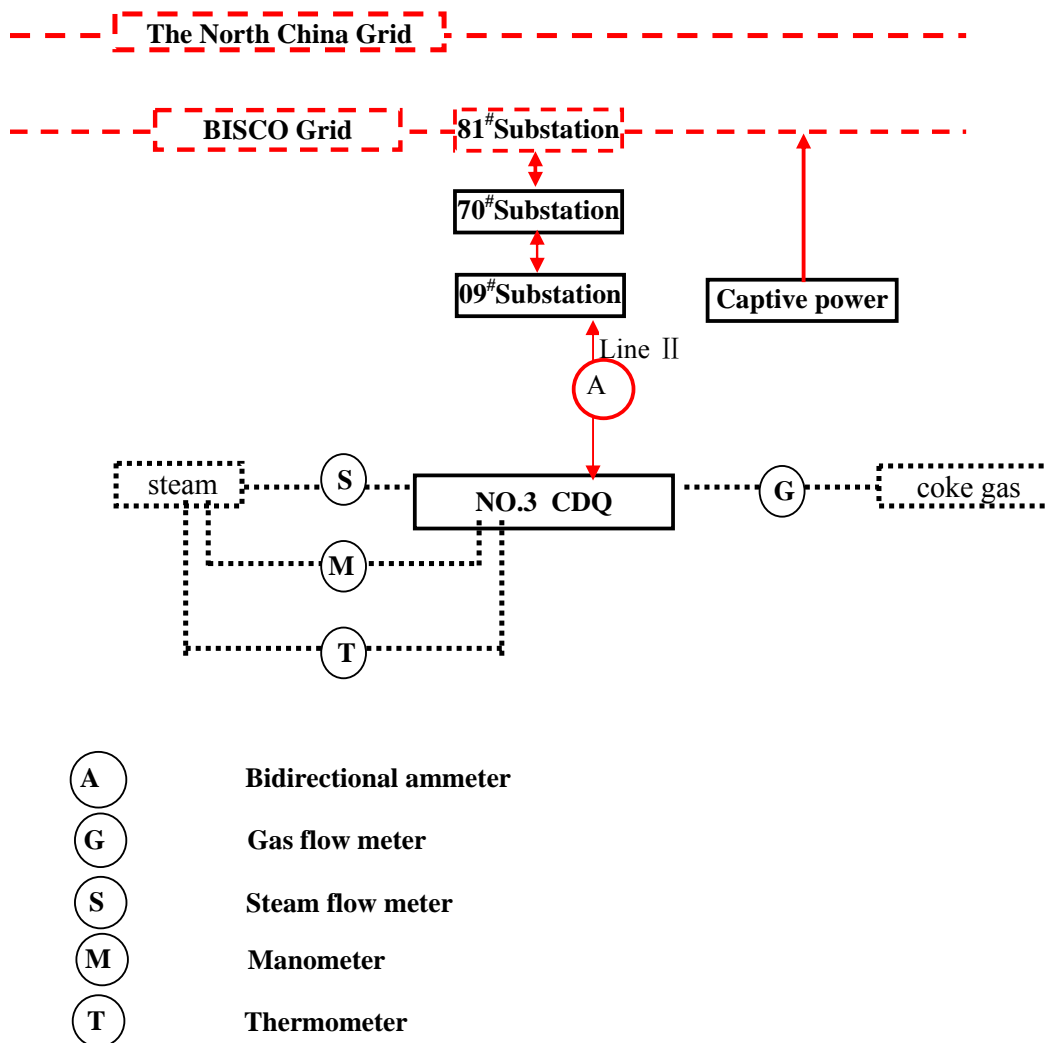 The North China Grid
BISCO Grid
81#Substation
70#Substation
09#Substation
Captive power
Line Ⅱ
A
steam
S
NO.3 CDQ
G
coke gas
M
T
A Bidirectional ammeter
G Gas flow meter
S Steam flow meter
M Manometer
T Thermometer